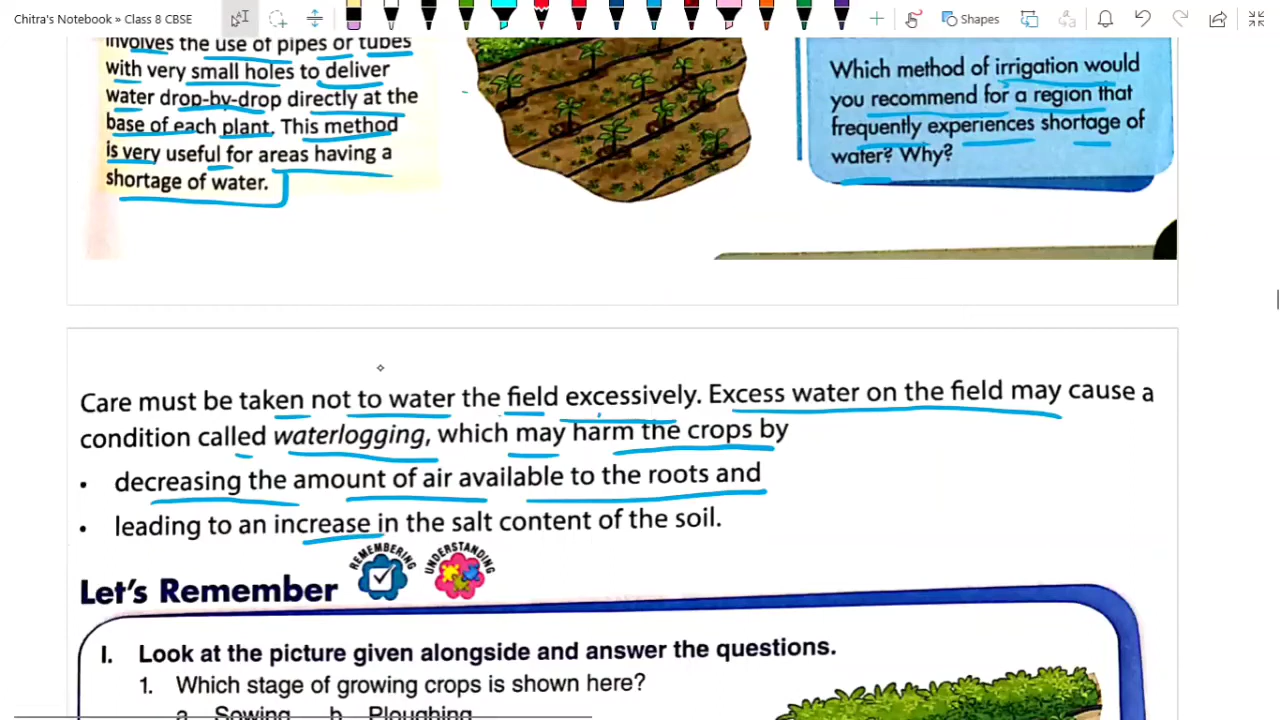 Chitra's Notebook » Class 8 CBSE
Shapes
involves the use of pipes or tubes
with very small holes to deliver
water drop-by-drop directly at the
base of each plant. This method
is very useful for areas having a
shortage of water.
Which method of irrigation would
you recommend for a region that
frequently experiences shortage of
water? Why?
Care must be taken not to water the field excessively. Excess water on the field may cause a
condition called waterlogging, which may harm the crops by
• decreasing the amount of air available to the roots and
• leading to an increase in the salt content of the soil.
Let's Remember
REMEMBERING
UNDERSTANDING
I. Look at the picture given alongside and answer the questions.
1. Which stage of growing crops is shown here?
a Sowing b Ploughing